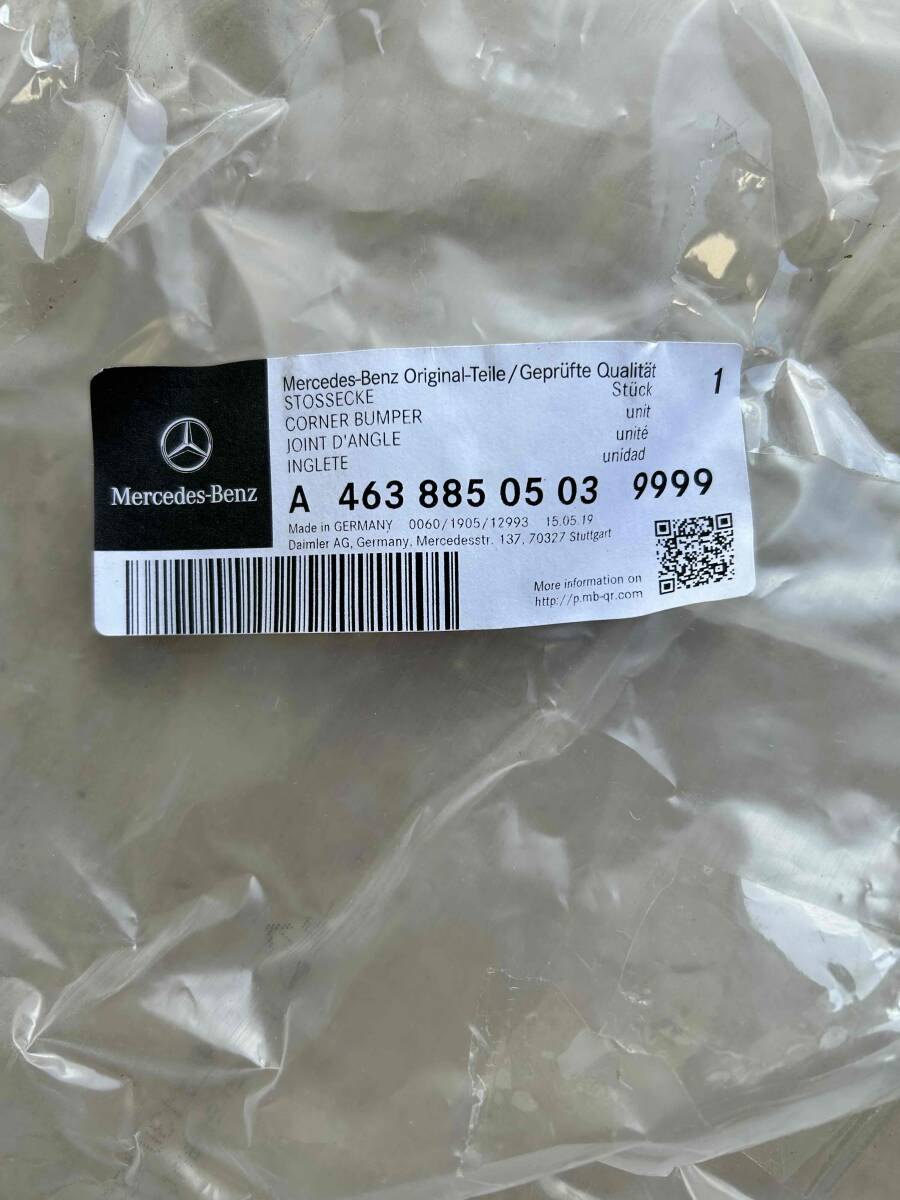 Mercedes-Benz
Mercedes-Benz Original-Teile/Geprüfte Qualität 1
STOSSECKE Stück
CORNER BUMPER unit
JOINT D'ANGLE unité
INGLETE unidad
A 463 885 05 03 9999
Made in GERMANY 0060/1905/12993 15.05.19
Daimler AG, Germany, Mercedesstr. 137, 70327 Stuttgart
More information on
http://p.mb-qr.com